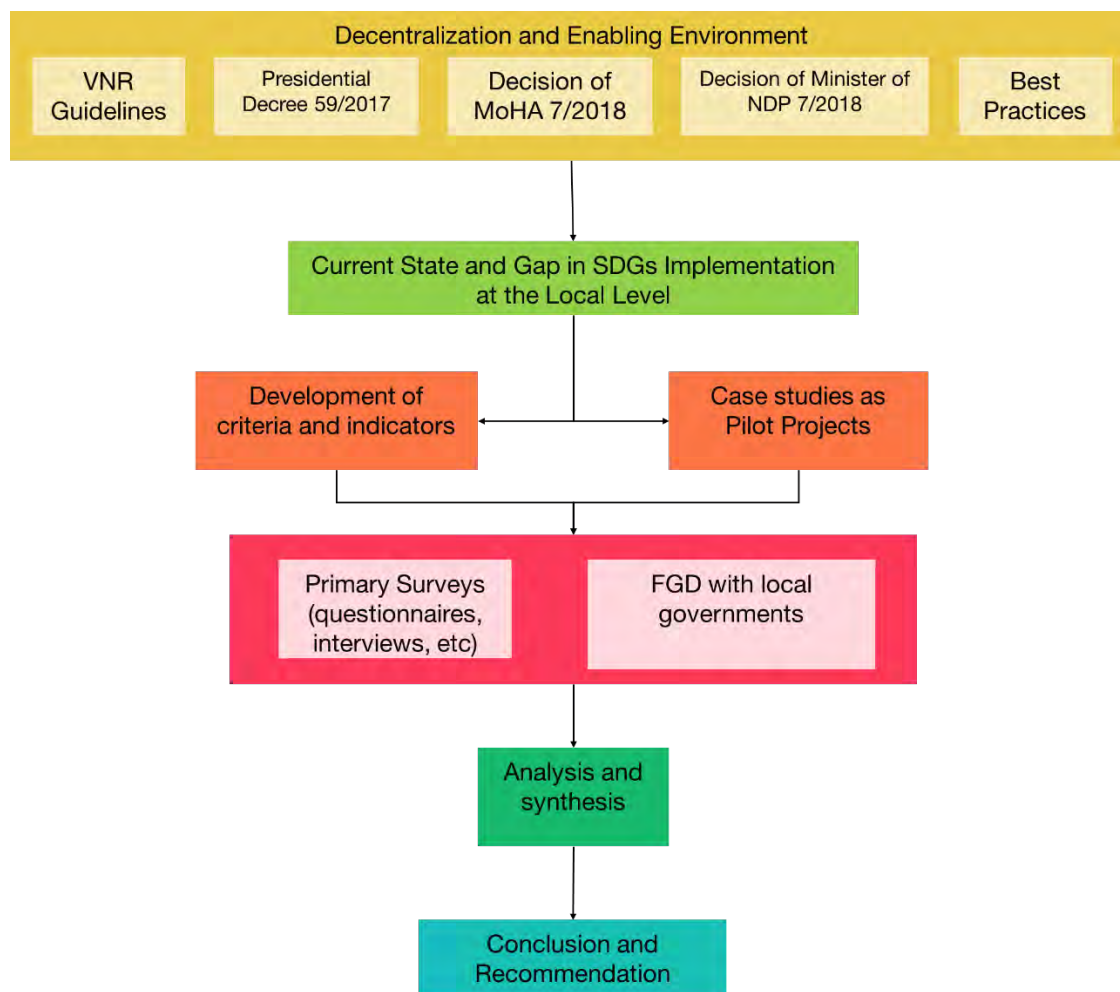 Decentralization and Enabling Environment
VNR
Guidelines
Presidential
Decree 59/2017
Decision of
MoHA 7/2018
Decision of Minister of
NDP 7/2018
Best
Practices
Current State and Gap in SDGs Implementation
at the Local Level
Development of
criteria and indicators
Case studies as
Pilot Projects
Primary Surveys
(questionnaires,
interviews, etc)
FGD with local
governments
Analysis and
synthesis
Conclusion and
Recommendation